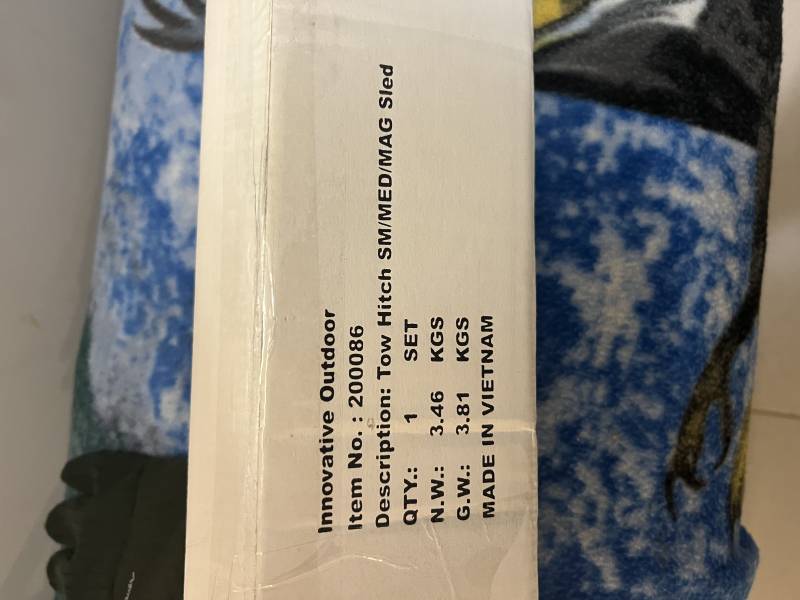 Innovative Outdoor
Item No. : 200086
Description: Tow Hitch SM/MED/MAG Sled
QTY.: 1 SET
N.W.: 3.46 KGS
G.W.: 3.81 KGS
MADE IN VIETNAM